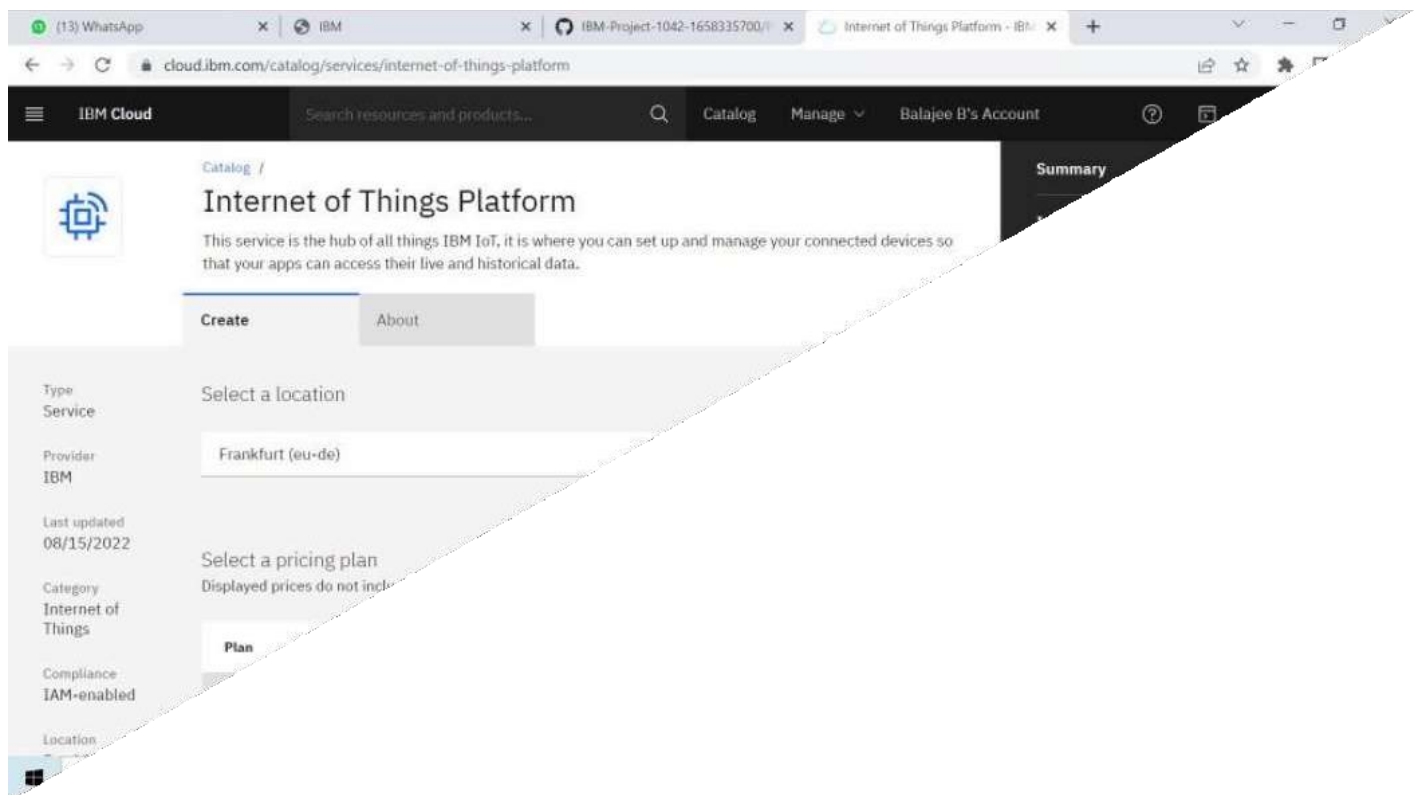 (13) WhatsApp
IBM
IBM-Project-1042-1658335700/
Internet of Things Platform - IBM
cloud.ibm.com/catalog/services/internet-of-things-platform
IBM Cloud
Search resources and products...
Catalog
Manage
Balajee B's Account
Catalog /
Summary
Internet of Things Platform
This service is the hub of all things IBM IoT, it is where you can set up and manage your connected devices so
that your apps can access their live and historical data.
Create
About
Type
Service
Select a location
Provider
IBM
Frankfurt (eu-de)
Last updated
08/15/2022
Select a pricing plan
Displayed prices do not
Category
Internet of
Things
Plan
Compliance
IAM-enabled
Location